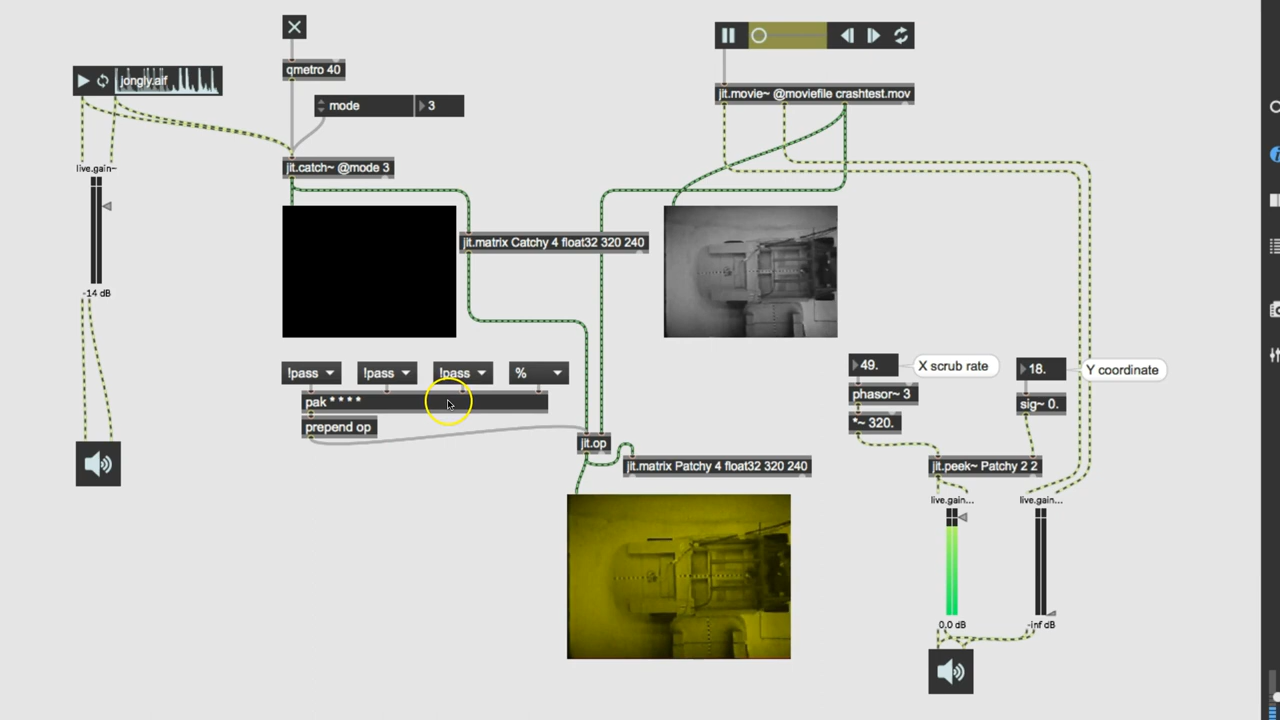 qmetro 40
jongly.aif
jit.movie~ @moviefile crashtest.mov
mode 3
live.gain~
jit.catch~ @mode 3
jit.matrix Catchy 4 float32 320 240
-14 dB
!pass !pass !pass %
pak * * * *
prepend op
49. X scrub rate
18. Y coordinate
phasor~ 3
sig~ 0.
*~ 320.
jit.op
jit.matrix Patchy 4 float32 320 240
jit.peek~ Patchy 2 2
live.gain... live.gain...
0.0 dB -inf dB